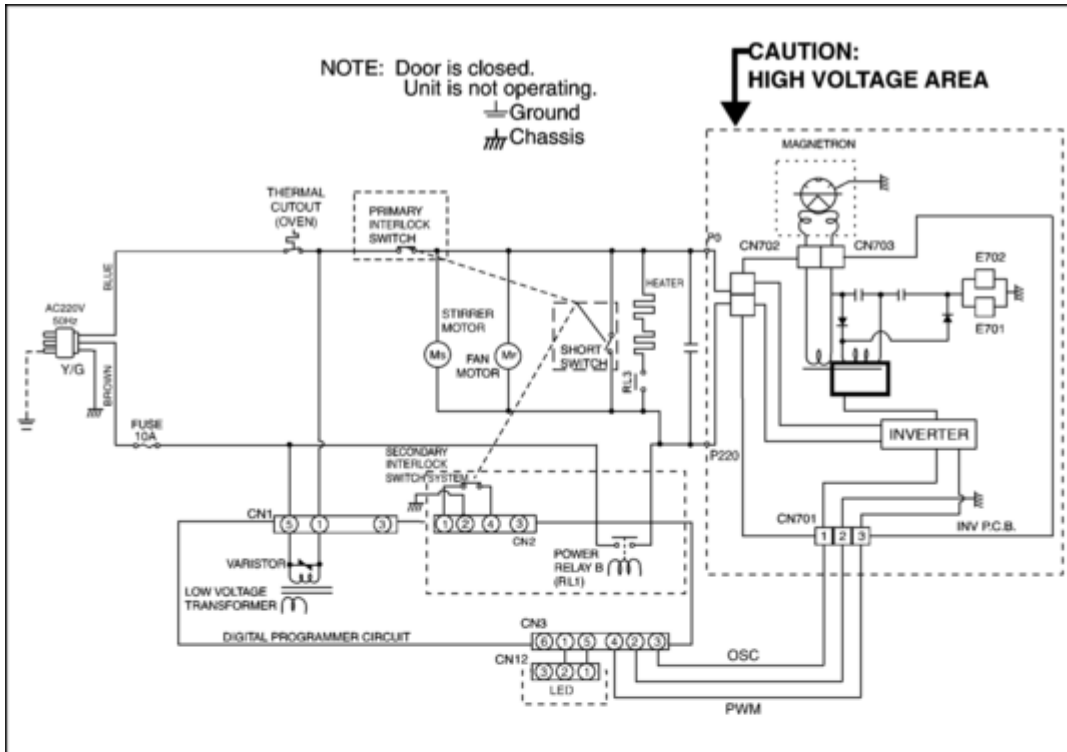 NOTE: Door is closed.
Unit is not operating.
Ground
Chassis
CAUTION:
HIGH VOLTAGE AREA
MAGNETRON
THERMAL
CUTOUT
(OVEN)
PRIMARY
INTERLOCK
SWITCH
P0
CN702
CN703
E702
E701
BLUE
AC220V
50Hz
Y/G
BROWN
HEATER
STIRRER
MOTOR
Ms
FAN
MOTOR
Mr
SHORT
SWITCH
RL3
FUSE
10A
INVERTER
P220
SECONDARY
INTERLOCK
SWITCH SYSTEM
CN1
5 1 3
1 2 4 3
CN2
CN701
1 2 3
INV P.C.B.
VARISTOR
LOW VOLTAGE
TRANSFORMER
POWER
RELAY B
(RL1)
DIGITAL PROGRAMMER CIRCUIT
CN3
6 1 5 4 2 3
CN12
3 2 1
LED
OSC
PWM